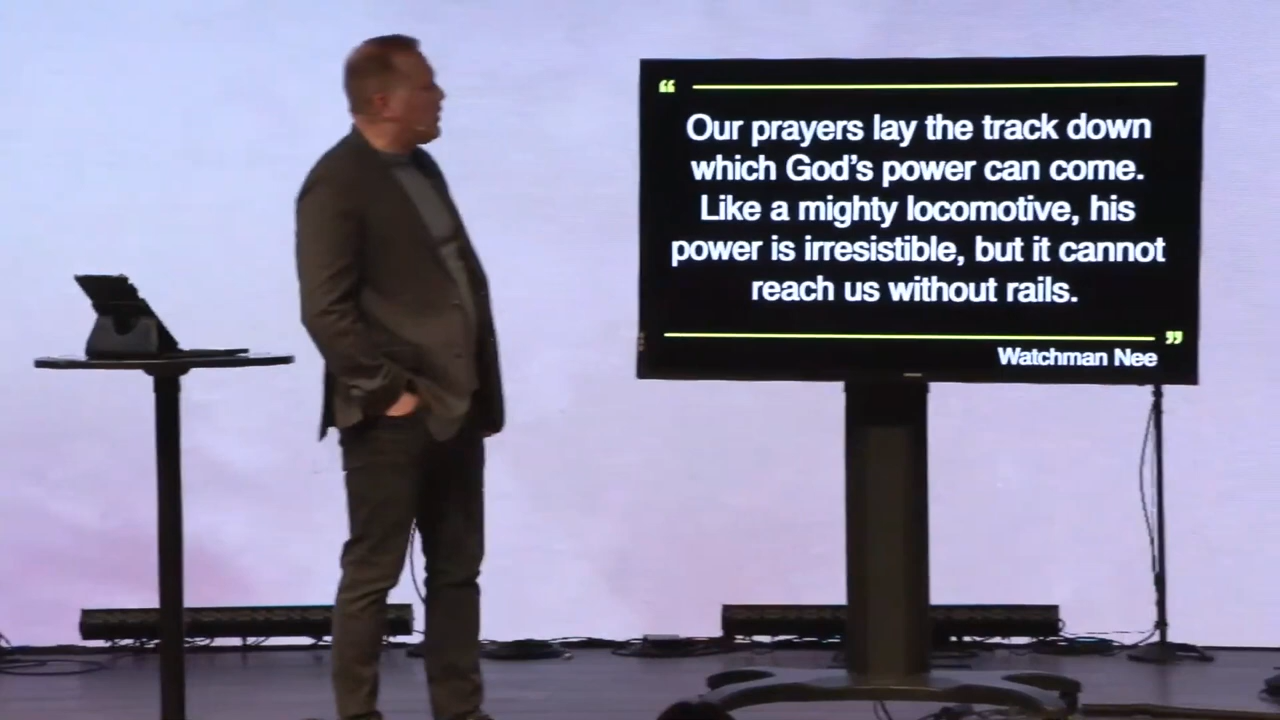 “
Our prayers lay the track down
which God’s power can come.
Like a mighty locomotive, his
power is irresistible, but it cannot
reach us without rails.
”
Watchman Nee